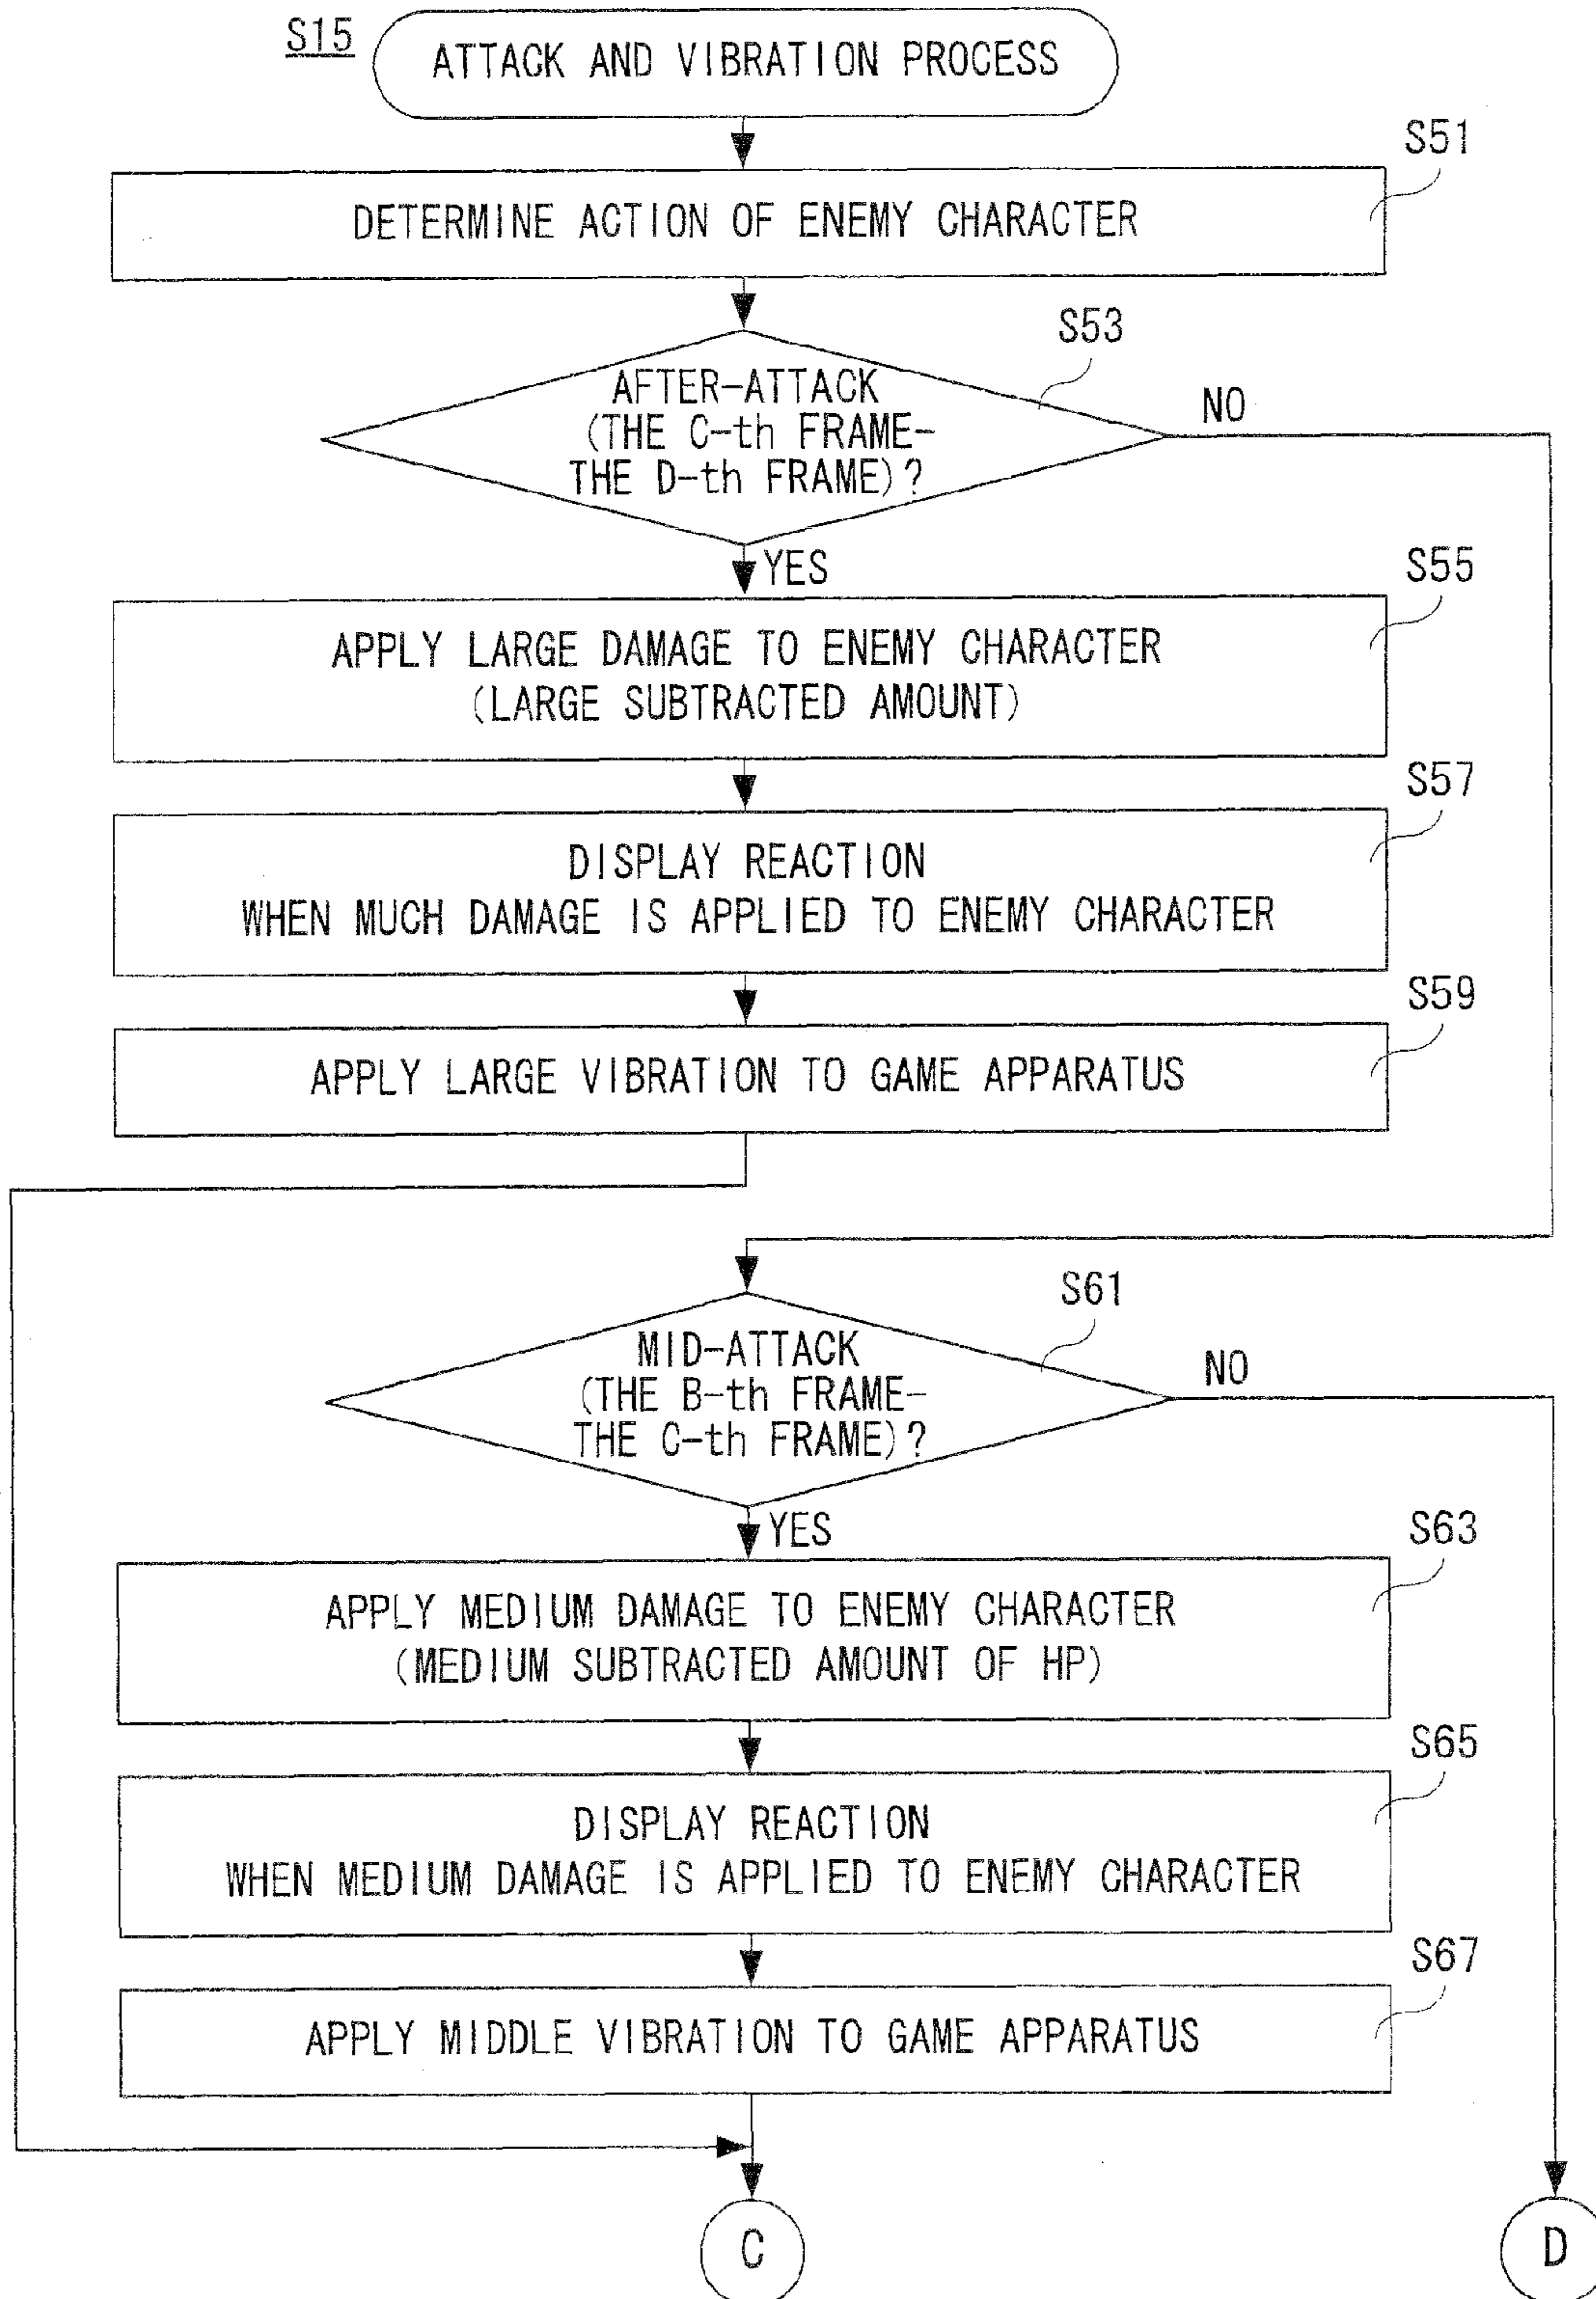 S15
ATTACK AND VIBRATION PROCESS
S51
DETERMINE ACTION OF ENEMY CHARACTER
S53
AFTER-ATTACK
(THE C-th FRAME-
THE D-th FRAME)?
NO
YES
S55
APPLY LARGE DAMAGE TO ENEMY CHARACTER
(LARGE SUBTRACTED AMOUNT)
S57
DISPLAY REACTION
WHEN MUCH DAMAGE IS APPLIED TO ENEMY CHARACTER
S59
APPLY LARGE VIBRATION TO GAME APPARATUS
S61
MID-ATTACK
(THE B-th FRAME-
THE C-th FRAME)?
NO
YES
S63
APPLY MEDIUM DAMAGE TO ENEMY CHARACTER
(MEDIUM SUBTRACTED AMOUNT OF HP)
S65
DISPLAY REACTION
WHEN MEDIUM DAMAGE IS APPLIED TO ENEMY CHARACTER
S67
APPLY MIDDLE VIBRATION TO GAME APPARATUS
C
D